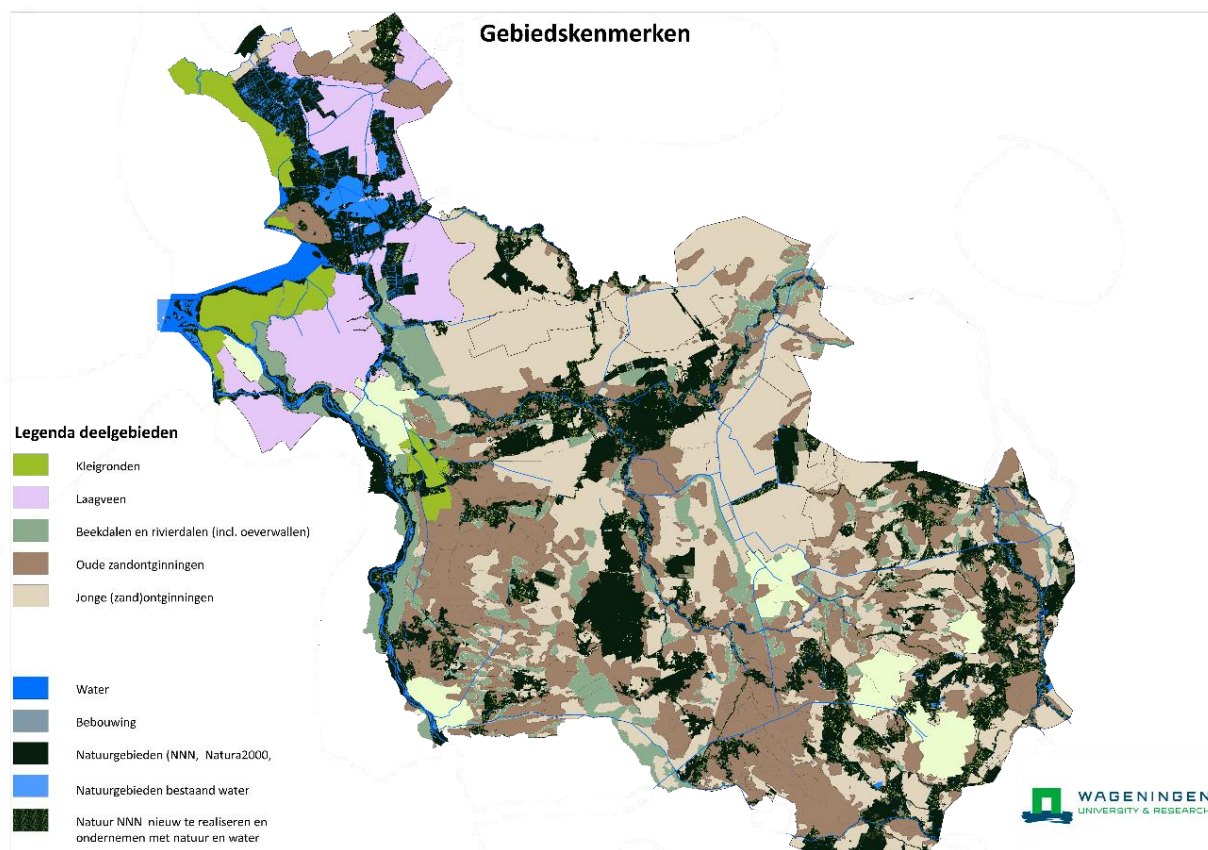 Gebiedskenmerken
Legenda deelgebieden
Kleigronden
Laagveen
Beekdalen en rivierdalen (incl. oeverwallen)
Oude zandontginningen
Jonge (zand)ontginningen
Water
Bebouwing
Natuurgebieden (NNN, Natura2000,
Natuurgebieden bestaand water
Natuur NNN nieuw te realiseren en
ondernemen met natuur en water
WAGENINGEN
UNIVERSITY & RESEARCH